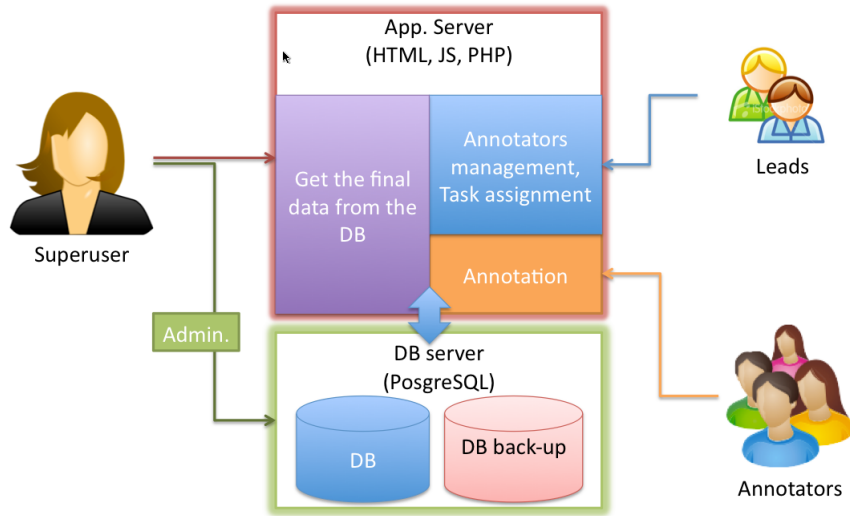 App. Server
(HTML, JS, PHP)
Get the final
data from the
DB
Annotators
management,
Task assignment
Annotation
Superuser
Leads
Admin.
DB server
(PosgreSQL)
DB
DB back-up
Annotators